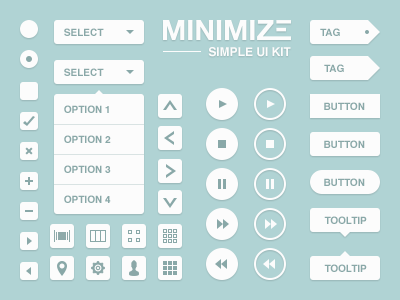 SELECT
MINIMIZE
SIMPLE UI KIT
TAG
SELECT
TAG
OPTION 1
OPTION 2
OPTION 3
OPTION 4
BUTTON
BUTTON
BUTTON
TOOLTIP
TOOLTIP